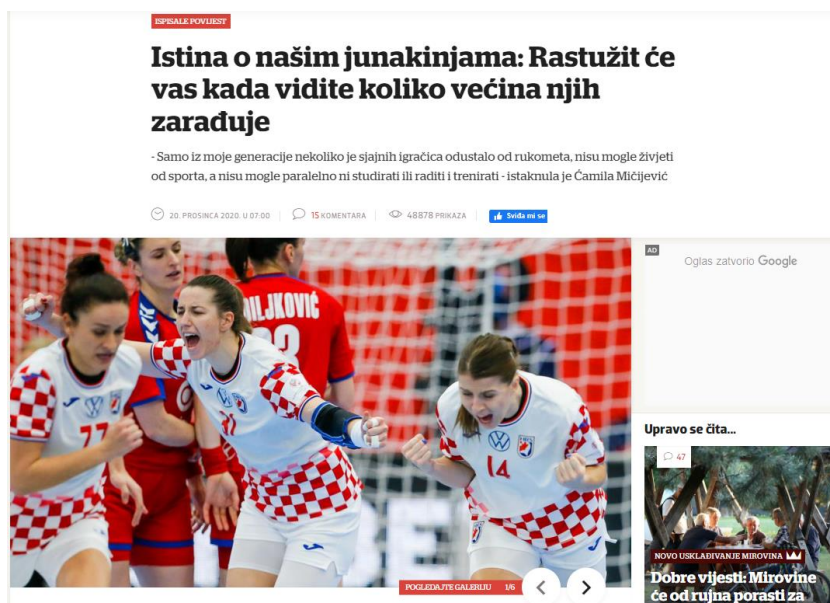 ISPISALE POVIJEST
Istina o našim junakinjama: Rastužit će
vas kada vidite koliko većina njih
zarađuje
- Samo iz moje generacije nekoliko je sjajnih igračica odustalo od rukometa, nisu mogle živjeti
od sporta, a nisu mogle paralelno ni studirati ili raditi i trenirati - istaknula je Ćamila Mičijević
20. PROSINCA 2020. U 07:00
15 KOMENTARA
48878 PRIKAZA
Sviđa mi se
AD
Oglas zatvorio Google
ILJKOVIĆ
77
21
14
Upravo se čita...
47
NOVO USKLAĐIVANJE MIROVINA
Dobre vijesti: Mirovine
će od rujna porasti za
POGLEDAJTE GALERIJU 1/6